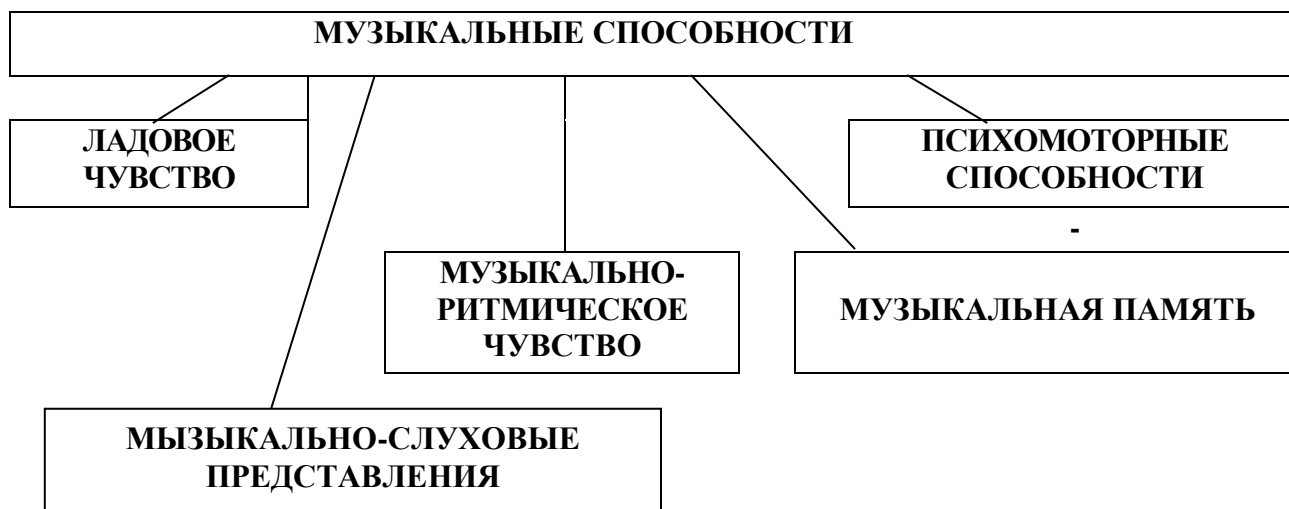 МУЗЫКАЛЬНЫЕ СПОСОБНОСТИ
ЛАДОВОЕ
ЧУВСТВО
ПСИХОМОТОРНЫЕ
СПОСОБНОСТИ
-
МУЗЫКАЛЬНО-
РИТМИЧЕСКОЕ
ЧУВСТВО
МУЗЫКАЛЬНАЯ ПАМЯТЬ
МЫЗЫКАЛЬНО-СЛУХОВЫЕ
ПРЕДСТАВЛЕНИЯ